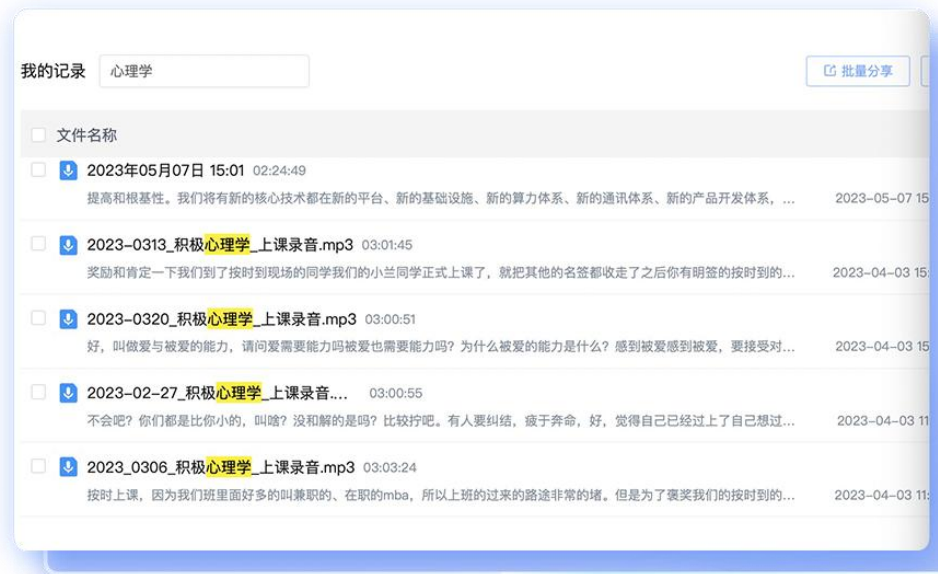 我的记录 心理学 批量分享
文件名称
2023年05月07日 15:01 02:24:49
提高和根基性。我们将有新的核心技术都在新的平台、新的基础设施、新的算力体系、新的通讯体系、新的产品开发体系，... 2023-05-07 15
2023-0313_积极心理学_上课录音.mp3 03:01:45
奖励和肯定一下我们到了按时到现场的同学我们的小兰同学正式上课了，就把其他的名签都收走了之后你有明签的按时到的... 2023-04-03 15:
2023-0320_积极心理学_上课录音.mp3 03:00:51
好，叫做爱与被爱的能力，请问爱需要能力吗被爱也需要能力吗？为什么被爱的能力是什么？感到被爱感到被爱，要接受对... 2023-04-03 15
2023-02-27_积极心理学_上课录音.... 03:00:55
不会吧？你们都是比你小的，叫啥？没和解的是吗？比较拧吧。有人要纠结，疲于奔命，好，觉得自己已经过上了自己想过... 2023-04-03 11
2023_0306_积极心理学_上课录音.mp3 03:03:24
按时上课，因为我们班里面好多的叫兼职的、在职的mba，所以上班的过来的路途非常的堵。但是为了褒奖我们的按时到的... 2023-04-03 11: